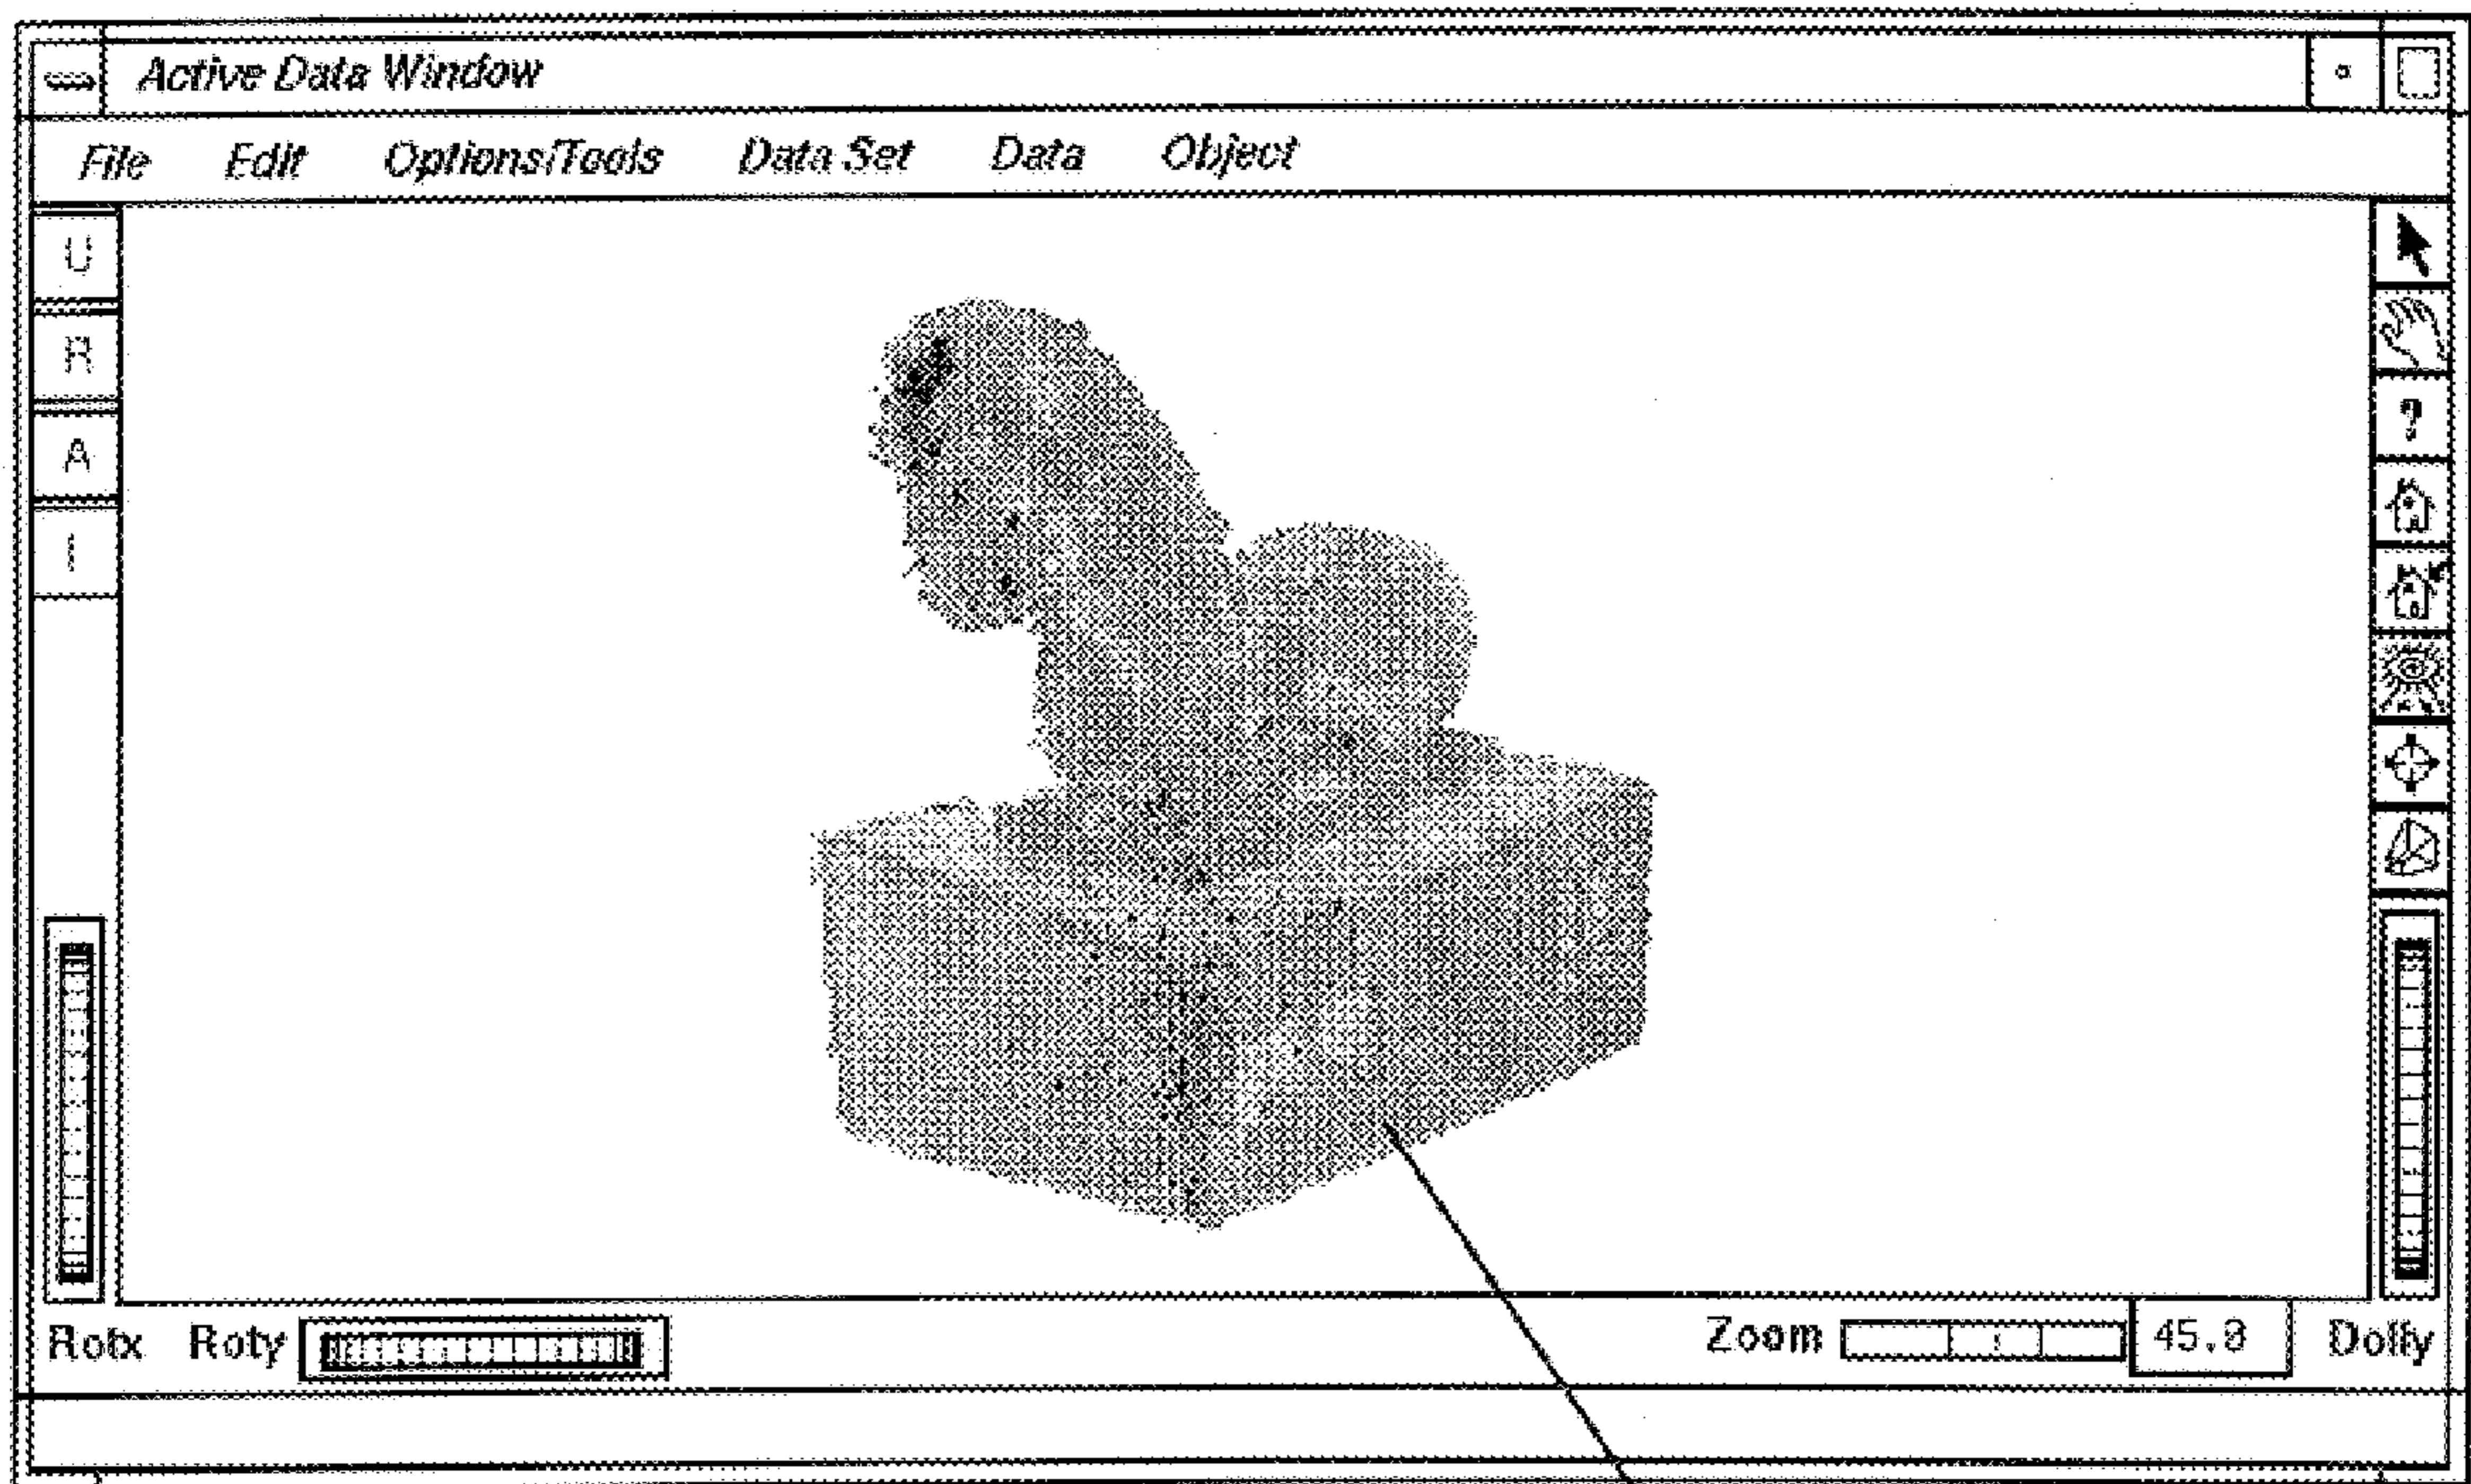 Active Data Window
File Edit Options/Tools Data Set Data Object
U
R
A
I
?
Rotx Roty Zoom 45.0 Dolly